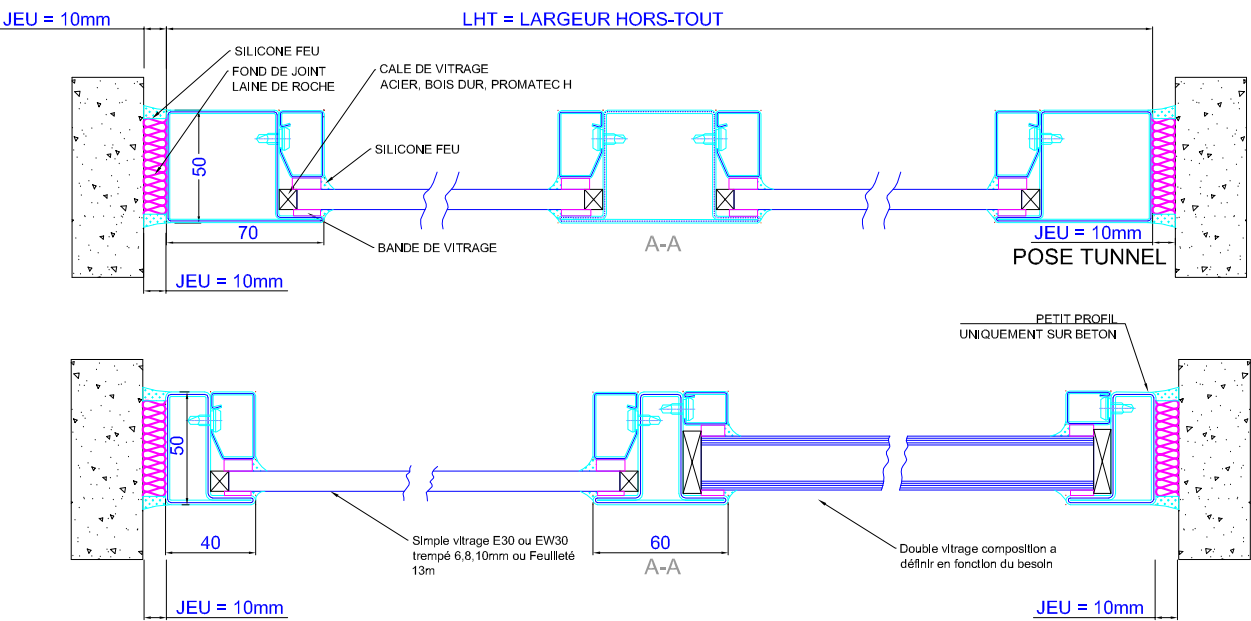 JEU = 10mm
LHT = LARGEUR HORS-TOUT
SILICONE FEU
FOND DE JOINT
LAINE DE ROCHE
CALE DE VITRAGE
ACIER, BOIS DUR, PROMATEC H
SILICONE FEU
50
70
BANDE DE VITRAGE
A-A
JEU = 10mm
POSE TUNNEL
JEU = 10mm
PETIT PROFIL
UNIQUEMENT SUR BETON
50
40
Simple vitrage E30 ou EW30
trempé 6,8,10mm ou Feuilleté
13m
60
A-A
Double vitrage composition a
définir en fonction du besoin
JEU = 10mm
JEU = 10mm